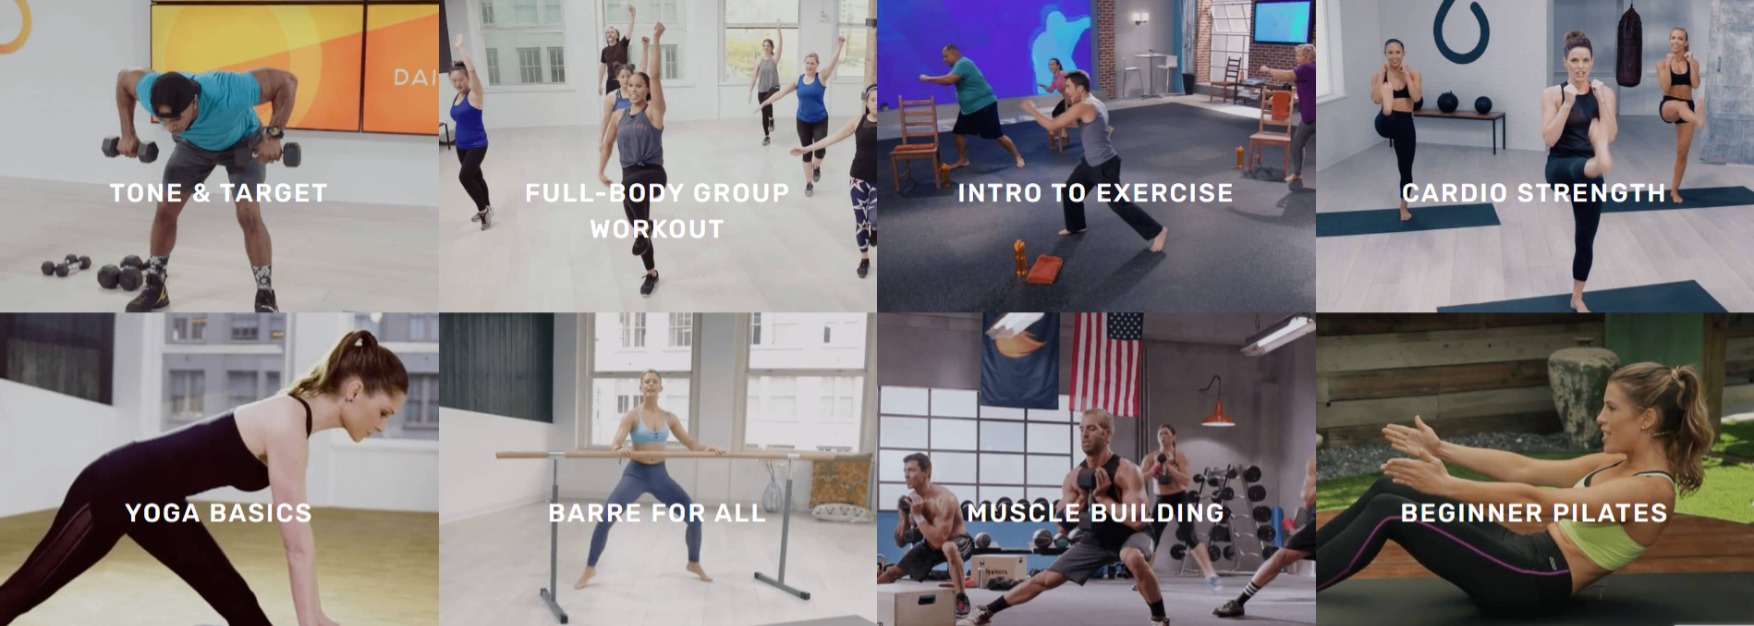 DAN
TONE & TARGET
FULL-BODY GROUP
WORKOUT
INTRO TO EXERCISE
CARDIO STRENGTH
YOGA BASICS
BARRE FOR ALL
MUSCLE BUILDING
BEGINNER PILATES